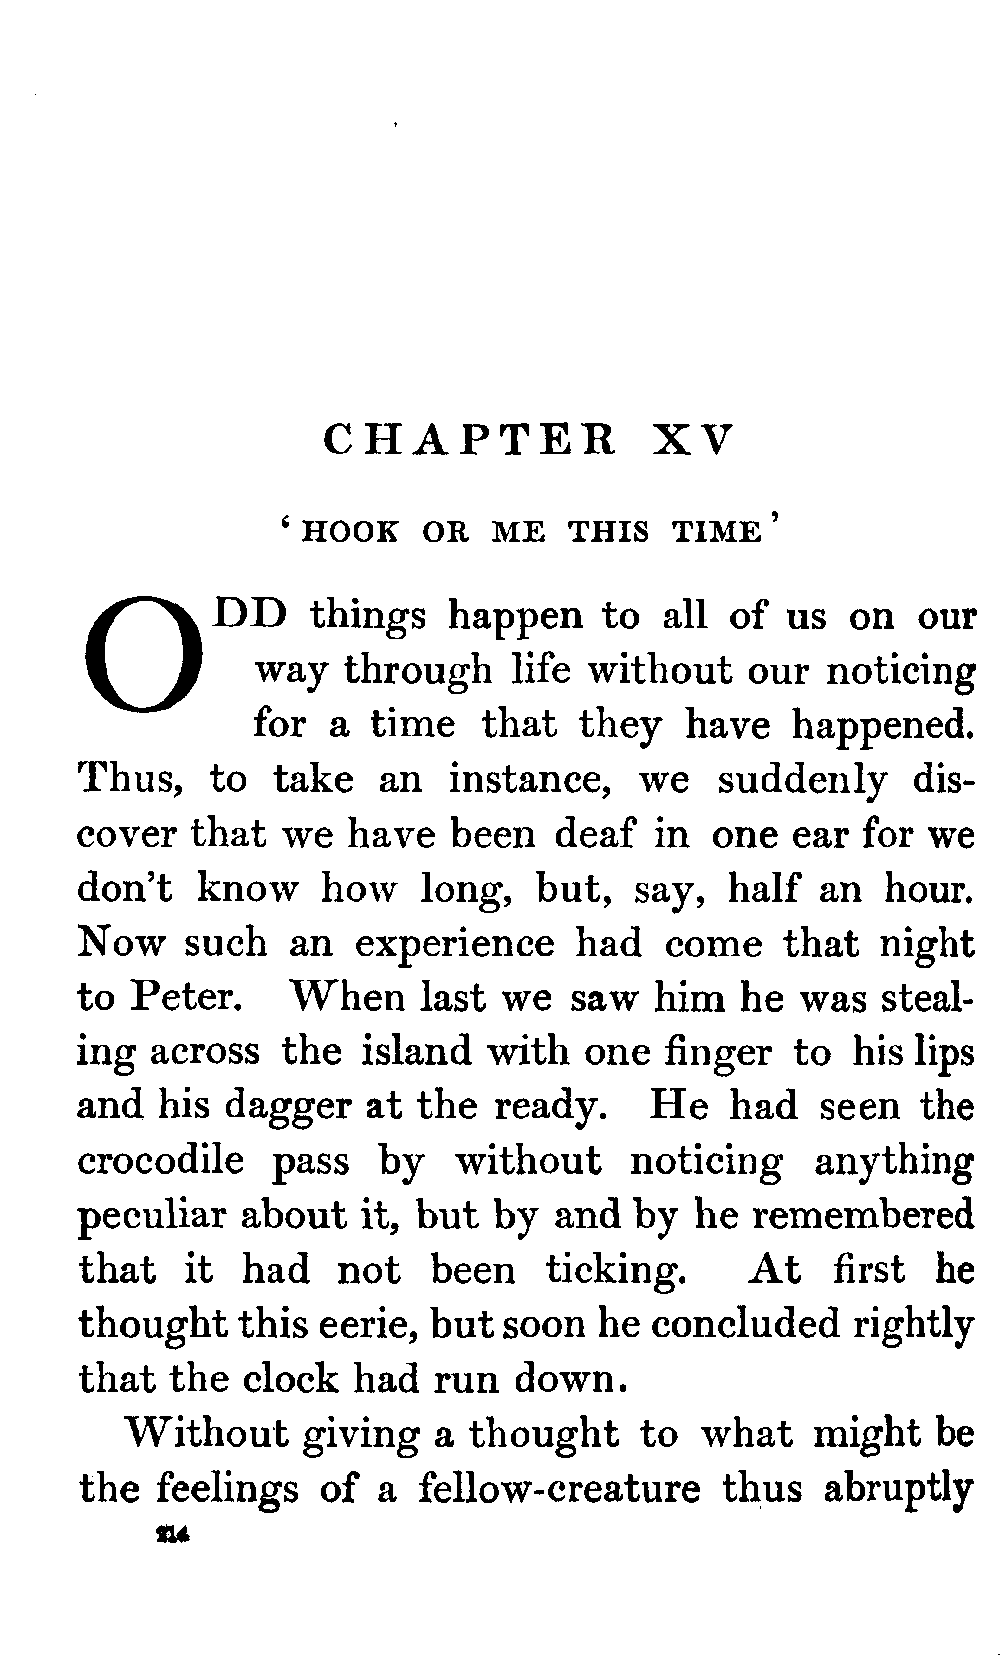 CHAPTER XV
‘HOOK OR ME THIS TIME’
ODD things happen to all of us on our
way through life without our noticing
for a time that they have happened.
Thus, to take an instance, we suddenly dis-
cover that we have been deaf in one ear for we
don't know how long, but, say, half an hour.
Now such an experience had come that night
to Peter. When last we saw him he was steal-
ing across the island with one finger to his lips
and his dagger at the ready. He had seen the
crocodile pass by without noticing anything
peculiar about it, but by and by he remembered
that it had not been ticking. At first he
thought this eerie, but soon he concluded rightly
that the clock had run down.
Without giving a thought to what might be
the feelings of a fellow-creature thus abruptly
214